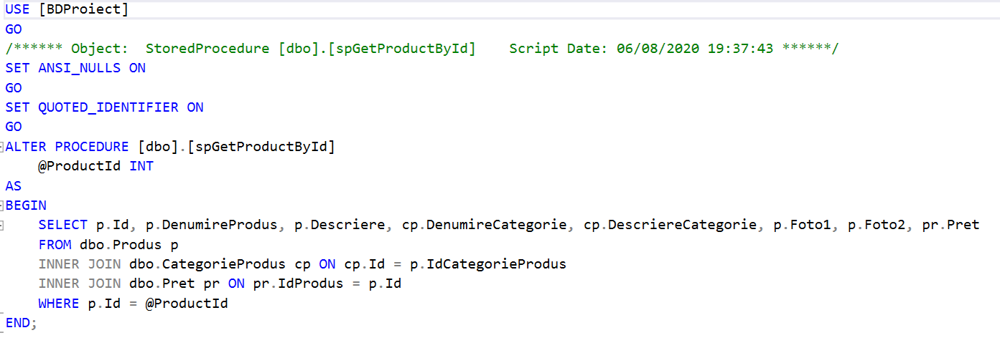 USE [BDProiect]
GO
/****** Object:  StoredProcedure [dbo].[spGetProductById]    Script Date: 06/08/2020 19:37:43 ******/
SET ANSI_NULLS ON
GO
SET QUOTED_IDENTIFIER ON
GO
ALTER PROCEDURE [dbo].[spGetProductById]
    @ProductId INT
AS
BEGIN
    SELECT p.Id, p.DenumireProdus, p.Descriere, cp.DenumireCategorie, cp.DescriereCategorie, p.Foto1, p.Foto2, pr.Pret
    FROM dbo.Produs p
    INNER JOIN dbo.CategorieProdus cp ON cp.Id = p.IdCategorieProdus
    INNER JOIN dbo.Pret pr ON pr.IdProdus = p.Id
    WHERE p.Id = @ProductId
END;